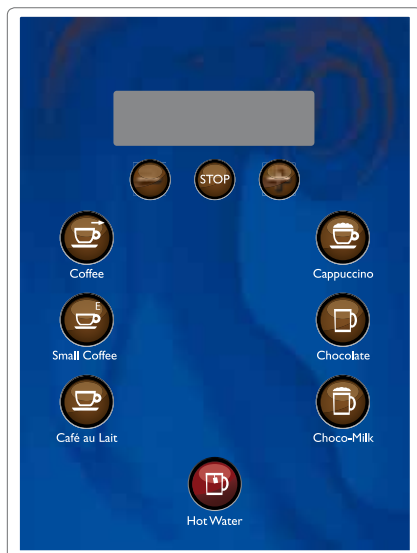 STOP
Coffee
Cappuccino
E
Small Coffee
Chocolate
Café au Lait
Choco-Milk
Hot Water